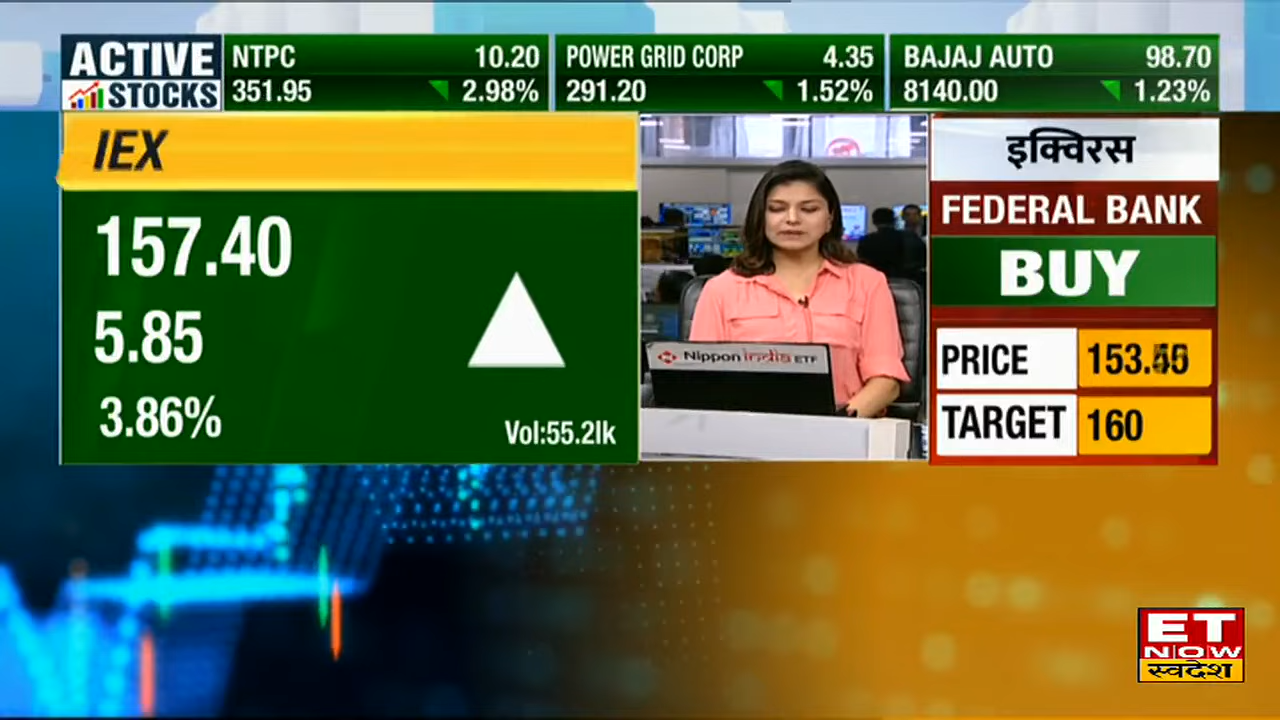 ACTIVE STOCKS
NTPC 10.20
351.95 2.98%
POWER GRID CORP 4.35
291.20 1.52%
BAJAJ AUTO 98.70
8140.00 1.23%
IEX
157.40
5.85
3.86%
Vol:55.2lk
Nippon india ETF
इक्विरस
FEDERAL BANK
BUY
PRICE
TARGET 160
ET
NOW
स्वदेश